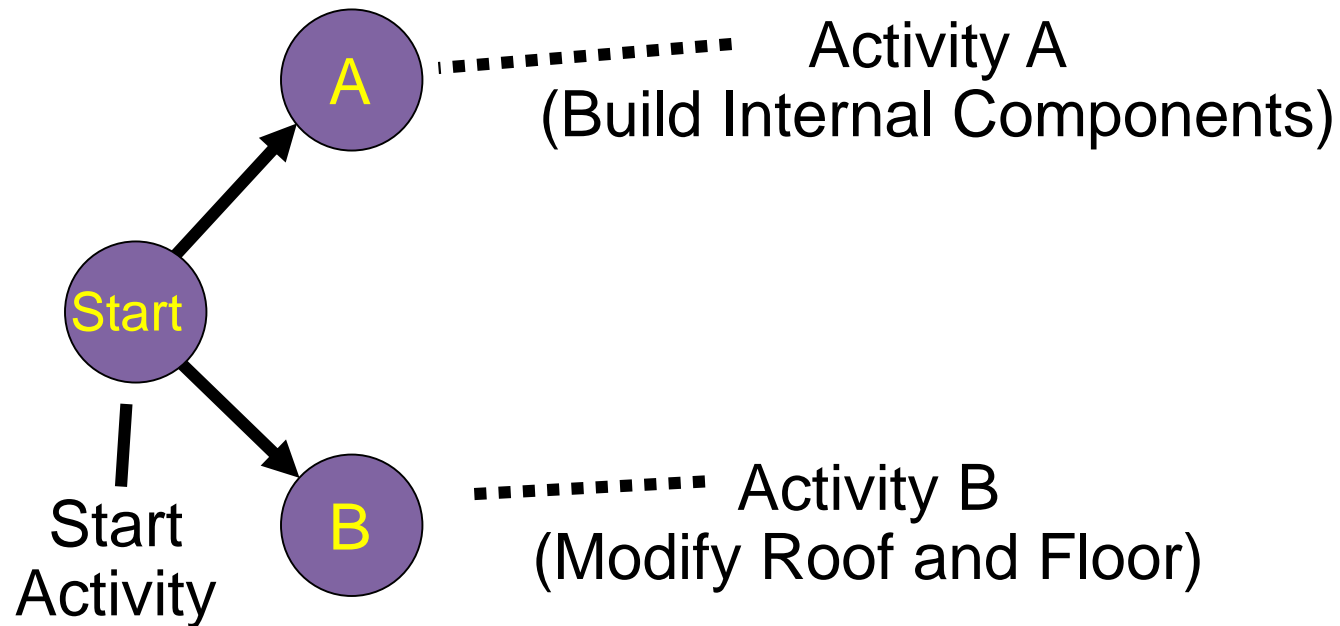 A
Activity A
(Build Internal Components)
Start
Start
Activity
B
Activity B
(Modify Roof and Floor)